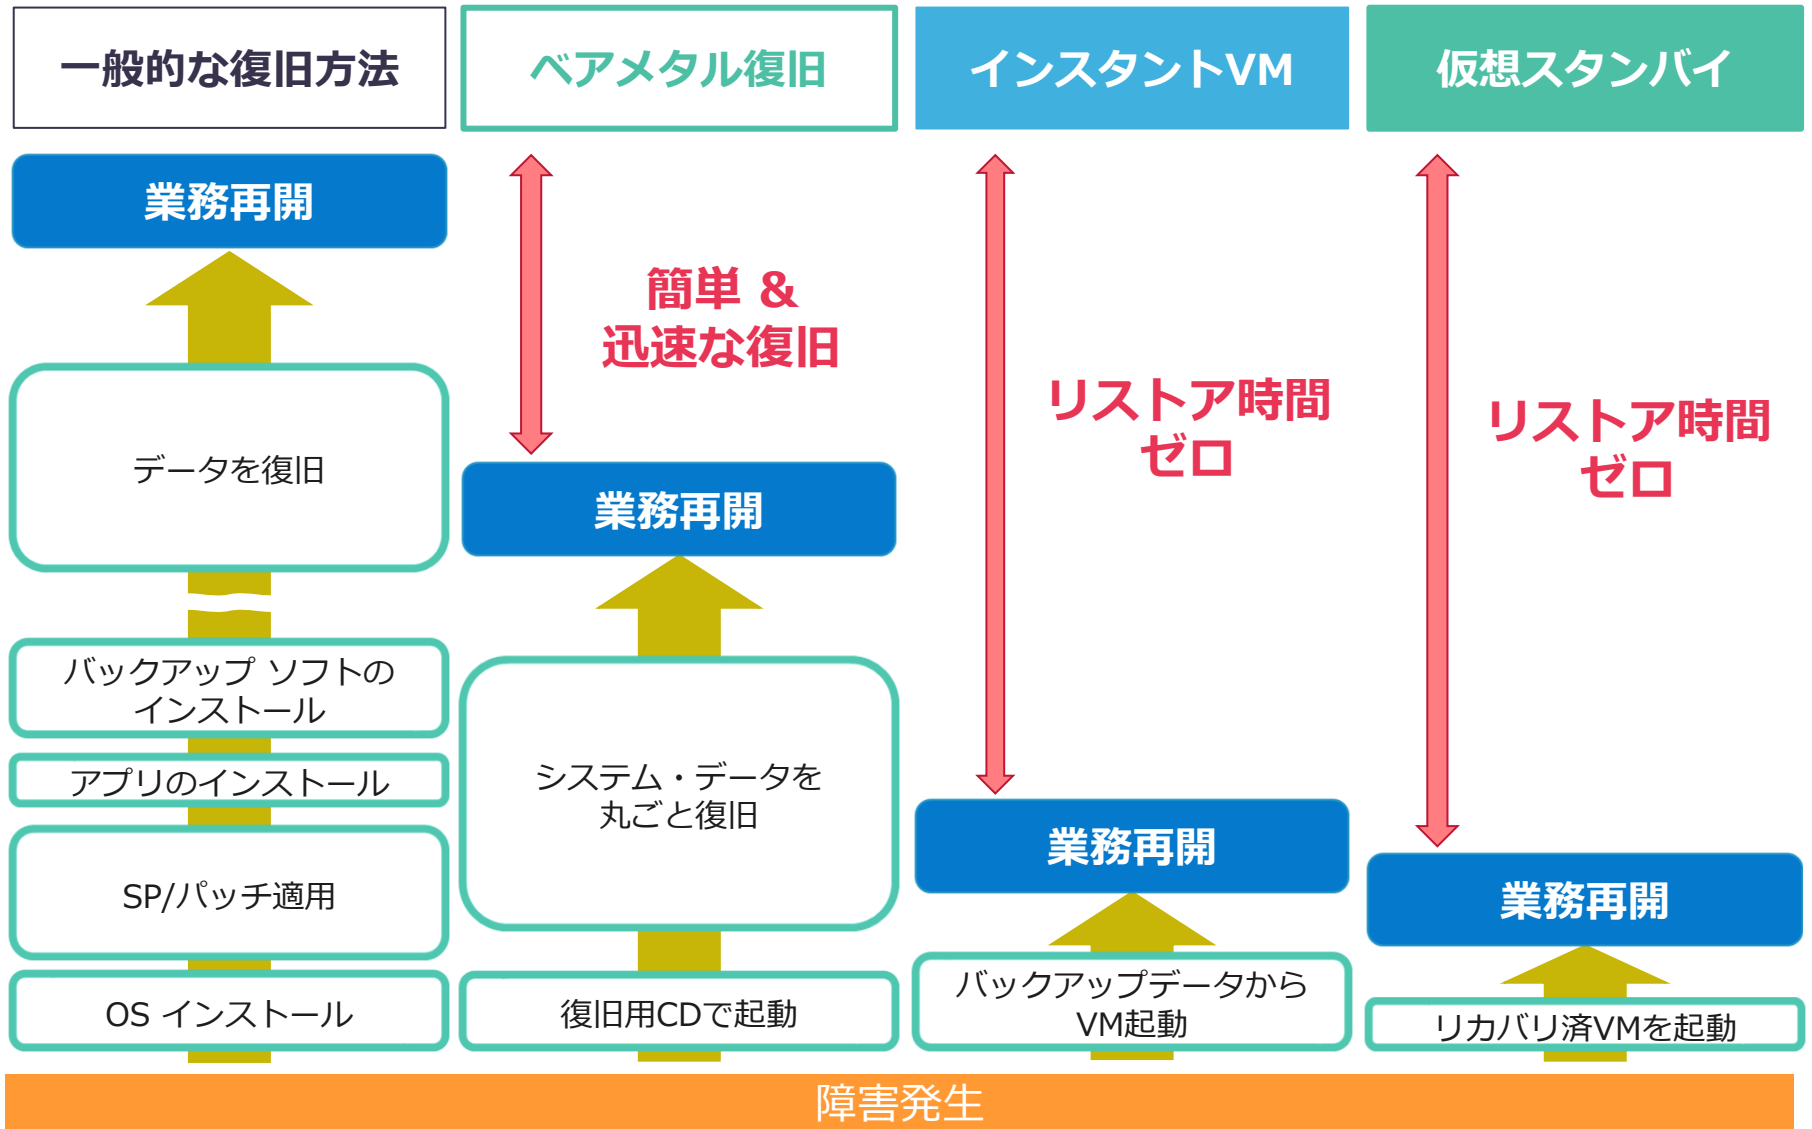 一般的な復旧方法
ベアメタル復旧
インスタントVM
仮想スタンバイ
業務再開
データを復旧
バックアップ ソフトの
インストール
アプリのインストール
SP/パッチ適用
OS インストール
簡単 &
迅速な復旧
業務再開
システム・データを
丸ごと復旧
復旧用CDで起動
リストア時間
ゼロ
業務再開
バックアップデータから
VM起動
リストア時間
ゼロ
業務再開
リカバリ済VMを起動
障害発生